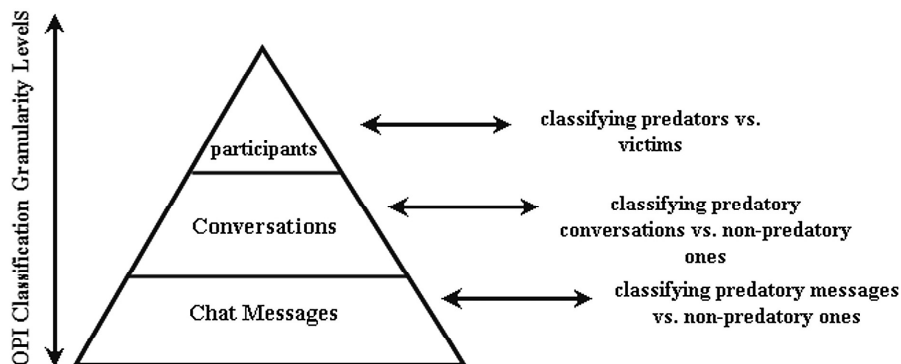 OPI Classification Granularity Levels
participants
classifying predators vs.
victims
Conversations
classifying predatory
conversations vs. non-predatory
ones
Chat Messages
classifying predatory messages
vs. non-predatory ones